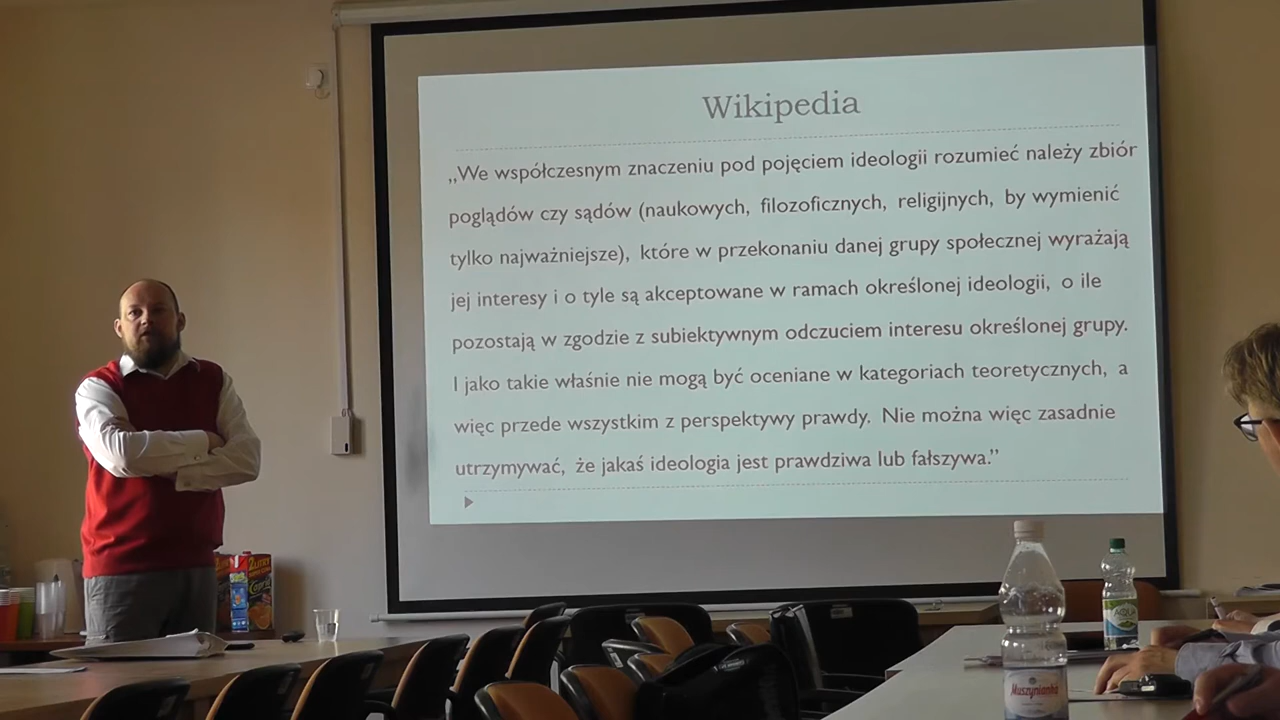 Wikipedia
„We współczesnym znaczeniu pod pojęciem ideologii rozumieć należy zbiór
poglądów czy sądów (naukowych, filozoficznych, religijnych, by wymienić
tylko najważniejsze), które w przekonaniu danej grupy społecznej wyrażają
jej interesy i o tyle są akceptowane w ramach określonej ideologii, o ile
pozostają w zgodzie z subiektywnym odczuciem interesu określonej grupy.
I jako takie właśnie nie mogą być oceniane w kategoriach teoretycznych, a
więc przede wszystkim z perspektywy prawdy. Nie można więc zasadnie
utrzymywać, że jakaś ideologia jest prawdziwa lub fałszywa.”
2LITRY
Caprio
AQUA
Muszynianka